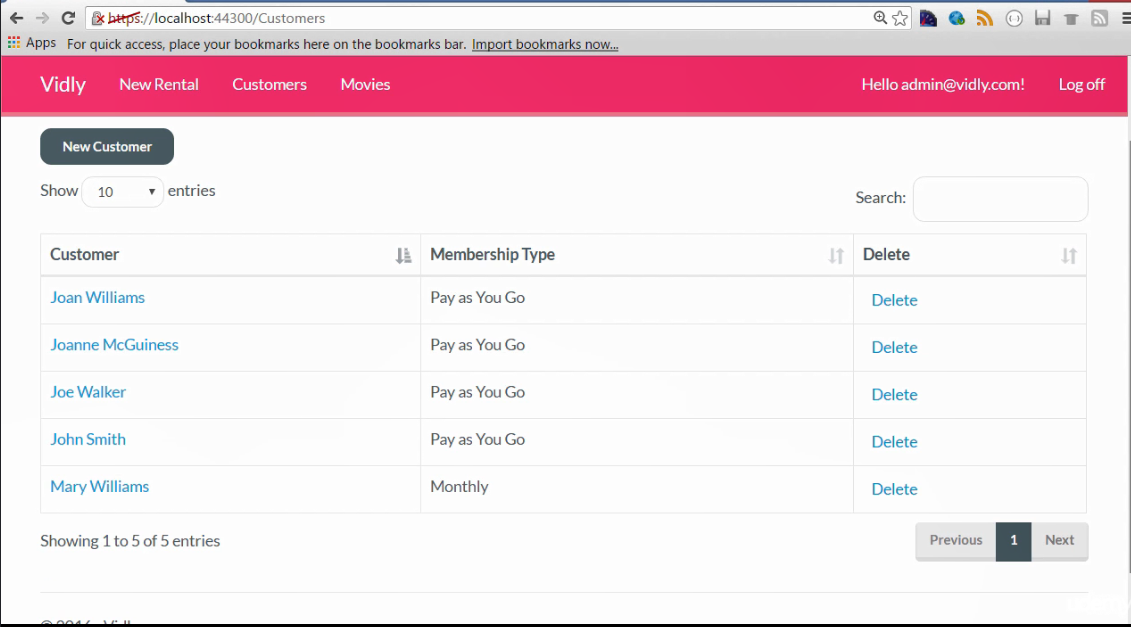 https://localhost:44300/Customers
Apps For quick access, place your bookmarks here on the bookmarks bar. Import bookmarks now...
Vidly New Rental Customers Movies Hello admin@vidly.com! Log off
New Customer
Show 10 entries Search:
Customer Membership Type Delete
Joan Williams Pay as You Go Delete
Joanne McGuiness Pay as You Go Delete
Joe Walker Pay as You Go Delete
John Smith Pay as You Go Delete
Mary Williams Monthly Delete
Showing 1 to 5 of 5 entries Previous 1 Next